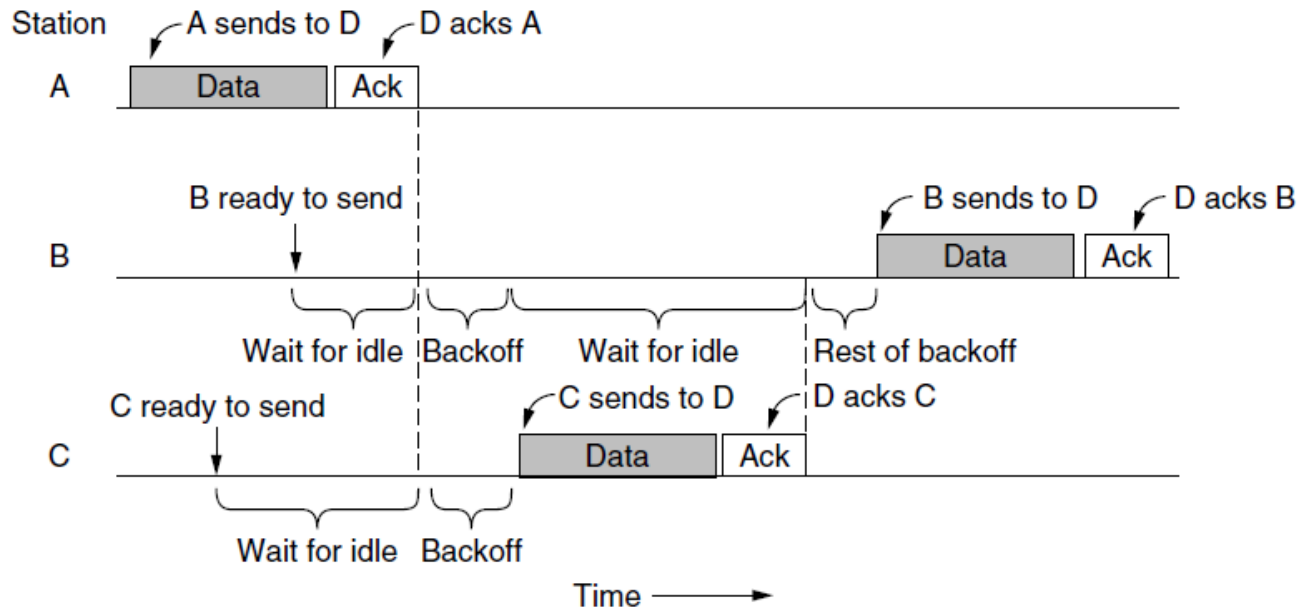 Station
A sends to D
D acks A
A
Data
Ack
B ready to send
B sends to D
D acks B
B
Data
Ack
Wait for idle
Backoff
Wait for idle
Rest of backoff
C ready to send
C sends to D
D acks C
C
Data
Ack
Wait for idle
Backoff
Time